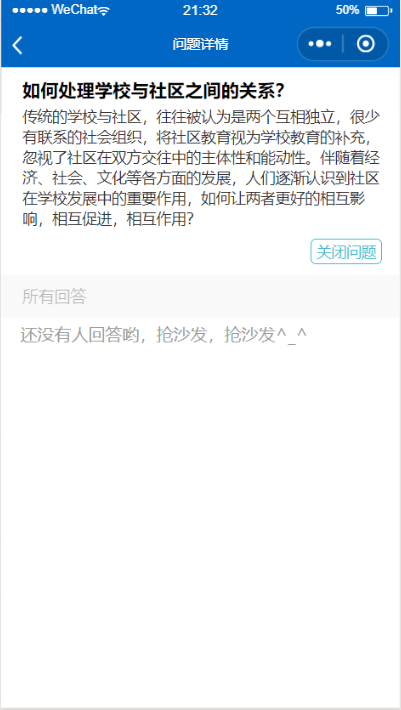 WeChat 21:32 50%
问题详情
如何处理学校与社区之间的关系？
传统的学校与社区，往往被认为是两个互相独立，很少
有联系的社会组织，将社区教育视为学校教育的补充，
忽视了社区在双方交往中的主体性和能动性。伴随着经
济、社会、文化等各方面的发展，人们逐渐认识到社区
在学校发展中的重要作用，如何让两者更好的相互影
响，相互促进，相互作用？
关闭问题
所有回答
还没有人回答哟，抢沙发，抢沙发^_^